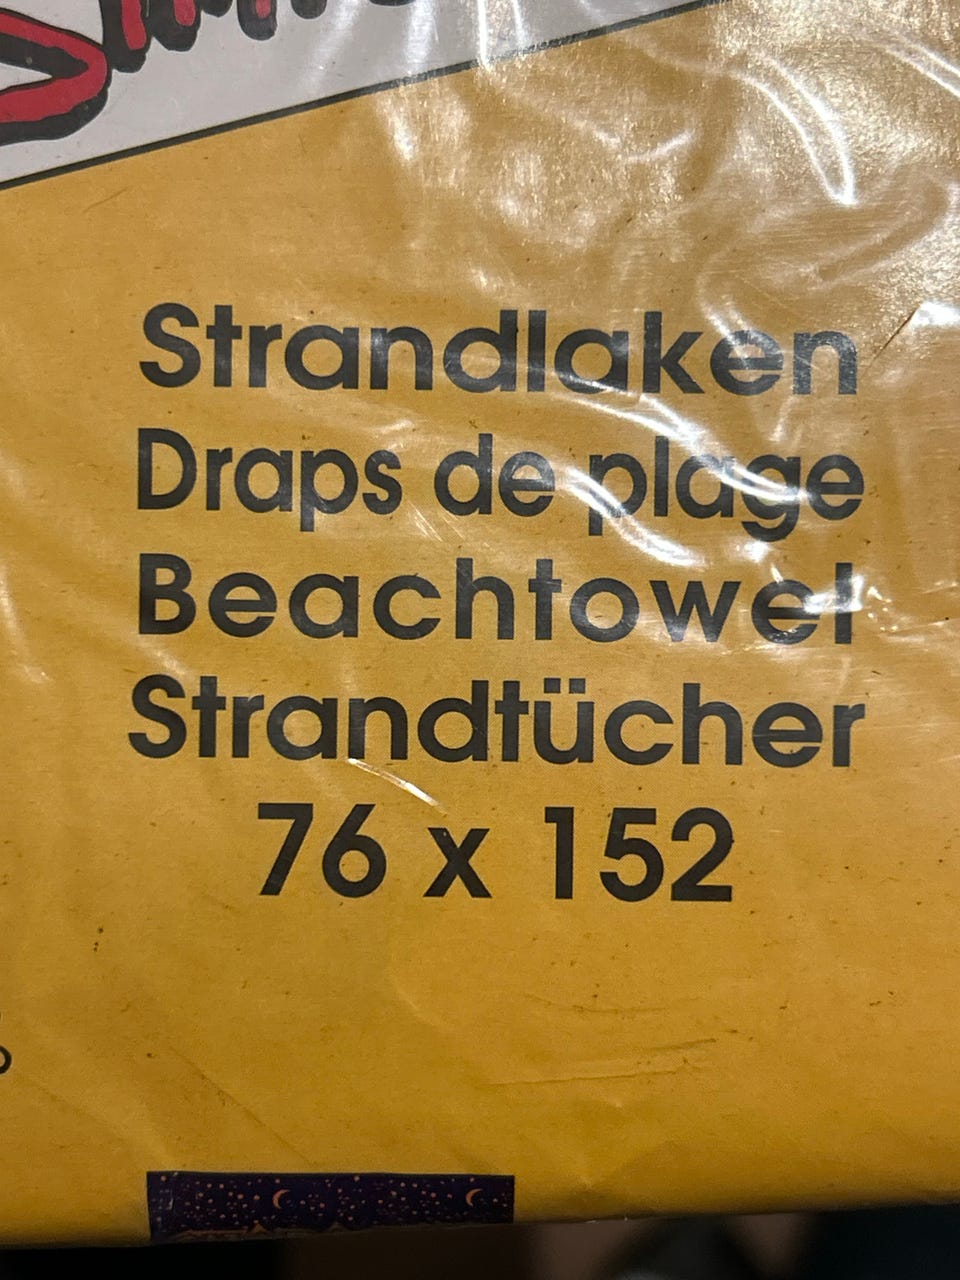 Strandlaken
Draps de plage
Beachtowel
Strandtücher
76 x 152